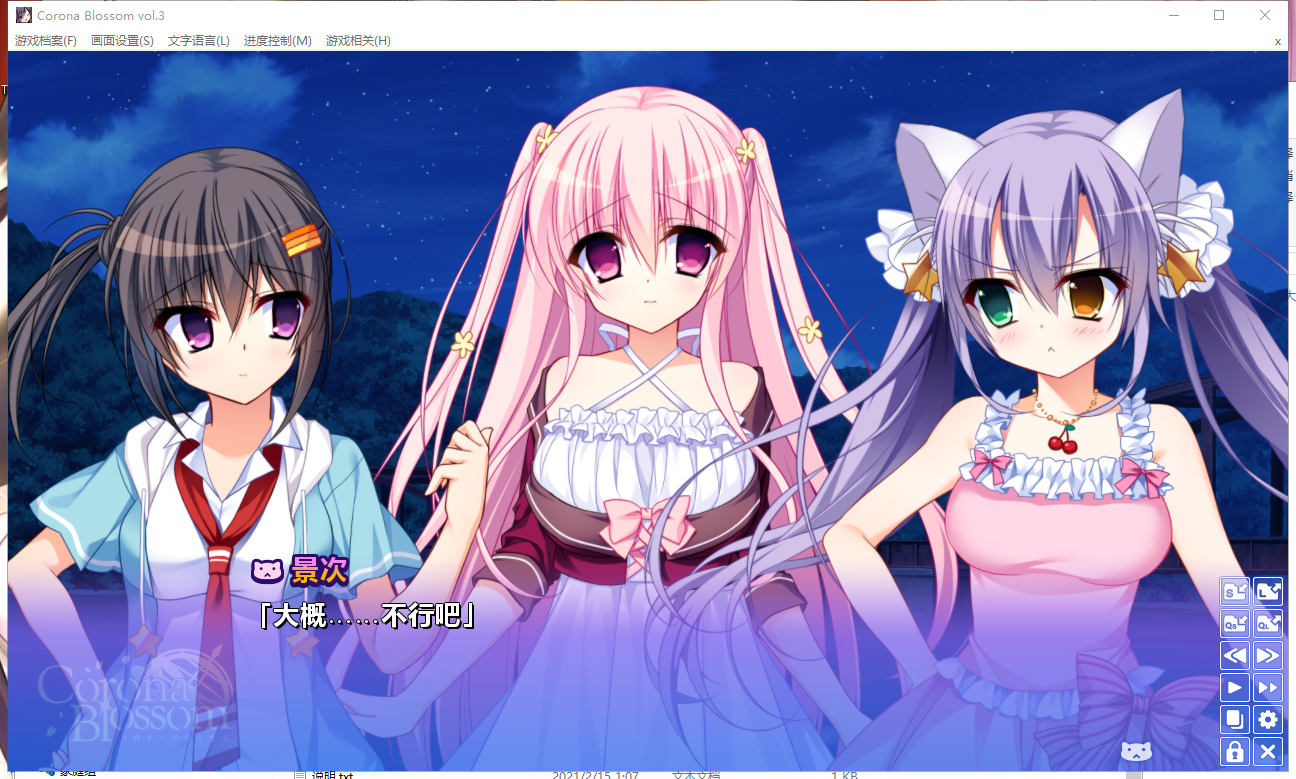 Corona Blossom vol.3
游戏档案(F) 画面设置(S) 文字语言(L) 进度控制(M) 游戏相关(H)
x
景次
「大概……不行吧」
S L
QS QL
Corona
Blossom
说明.txt 2021/2/15 1:07 文本文档 1 KB